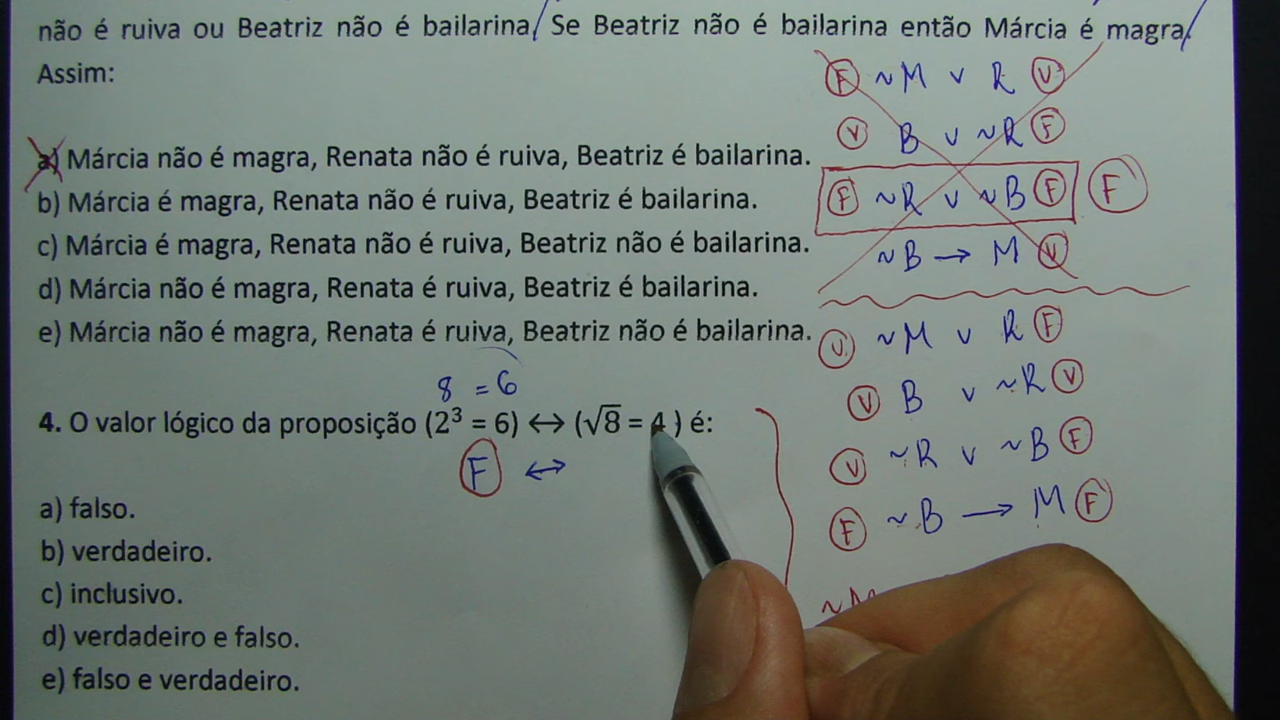 não é ruiva ou Beatriz não é bailarina/ Se Beatriz não é bailarina então Márcia é magra/
Assim:
a) Márcia não é magra, Renata não é ruiva, Beatriz é bailarina.
b) Márcia é magra, Renata não é ruiva, Beatriz é bailarina.
c) Márcia é magra, Renata não é ruiva, Beatriz não é bailarina.
d) Márcia não é magra, Renata é ruiva, Beatriz é bailarina.
e) Márcia não é magra, Renata é ruiva, Beatriz não é bailarina.
F ~M v R V
V B v ~R F
F ~R v ~B F F
~B → M V
V ~M v R F
V B v ~R V
V ~R v ~B F
F ~B → M F
8 = 6
4. O valor lógico da proposição (2³ = 6) ↔ (√8 = 4 ) é:
F ↔
a) falso.
b) verdadeiro.
c) inclusivo.
d) verdadeiro e falso.
e) falso e verdadeiro.